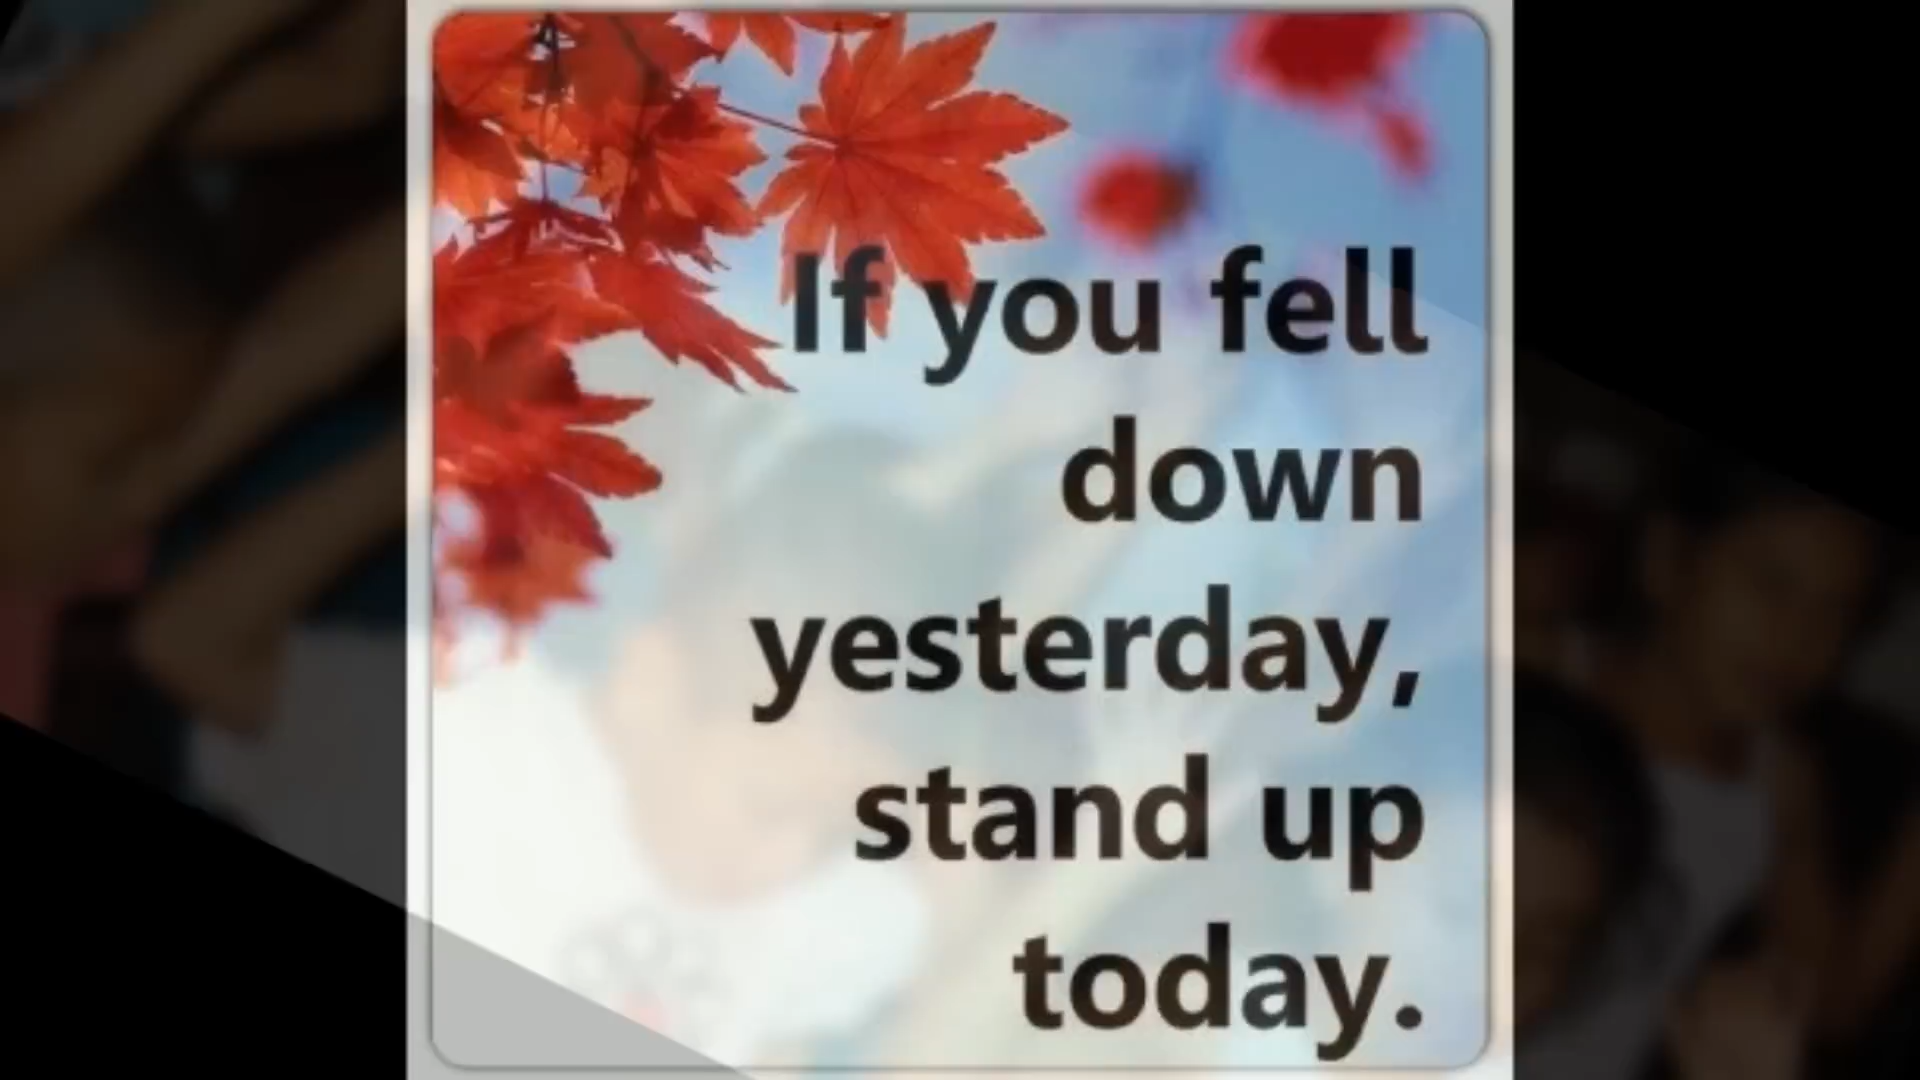 If you fell
down
yesterday,
stand up
today.